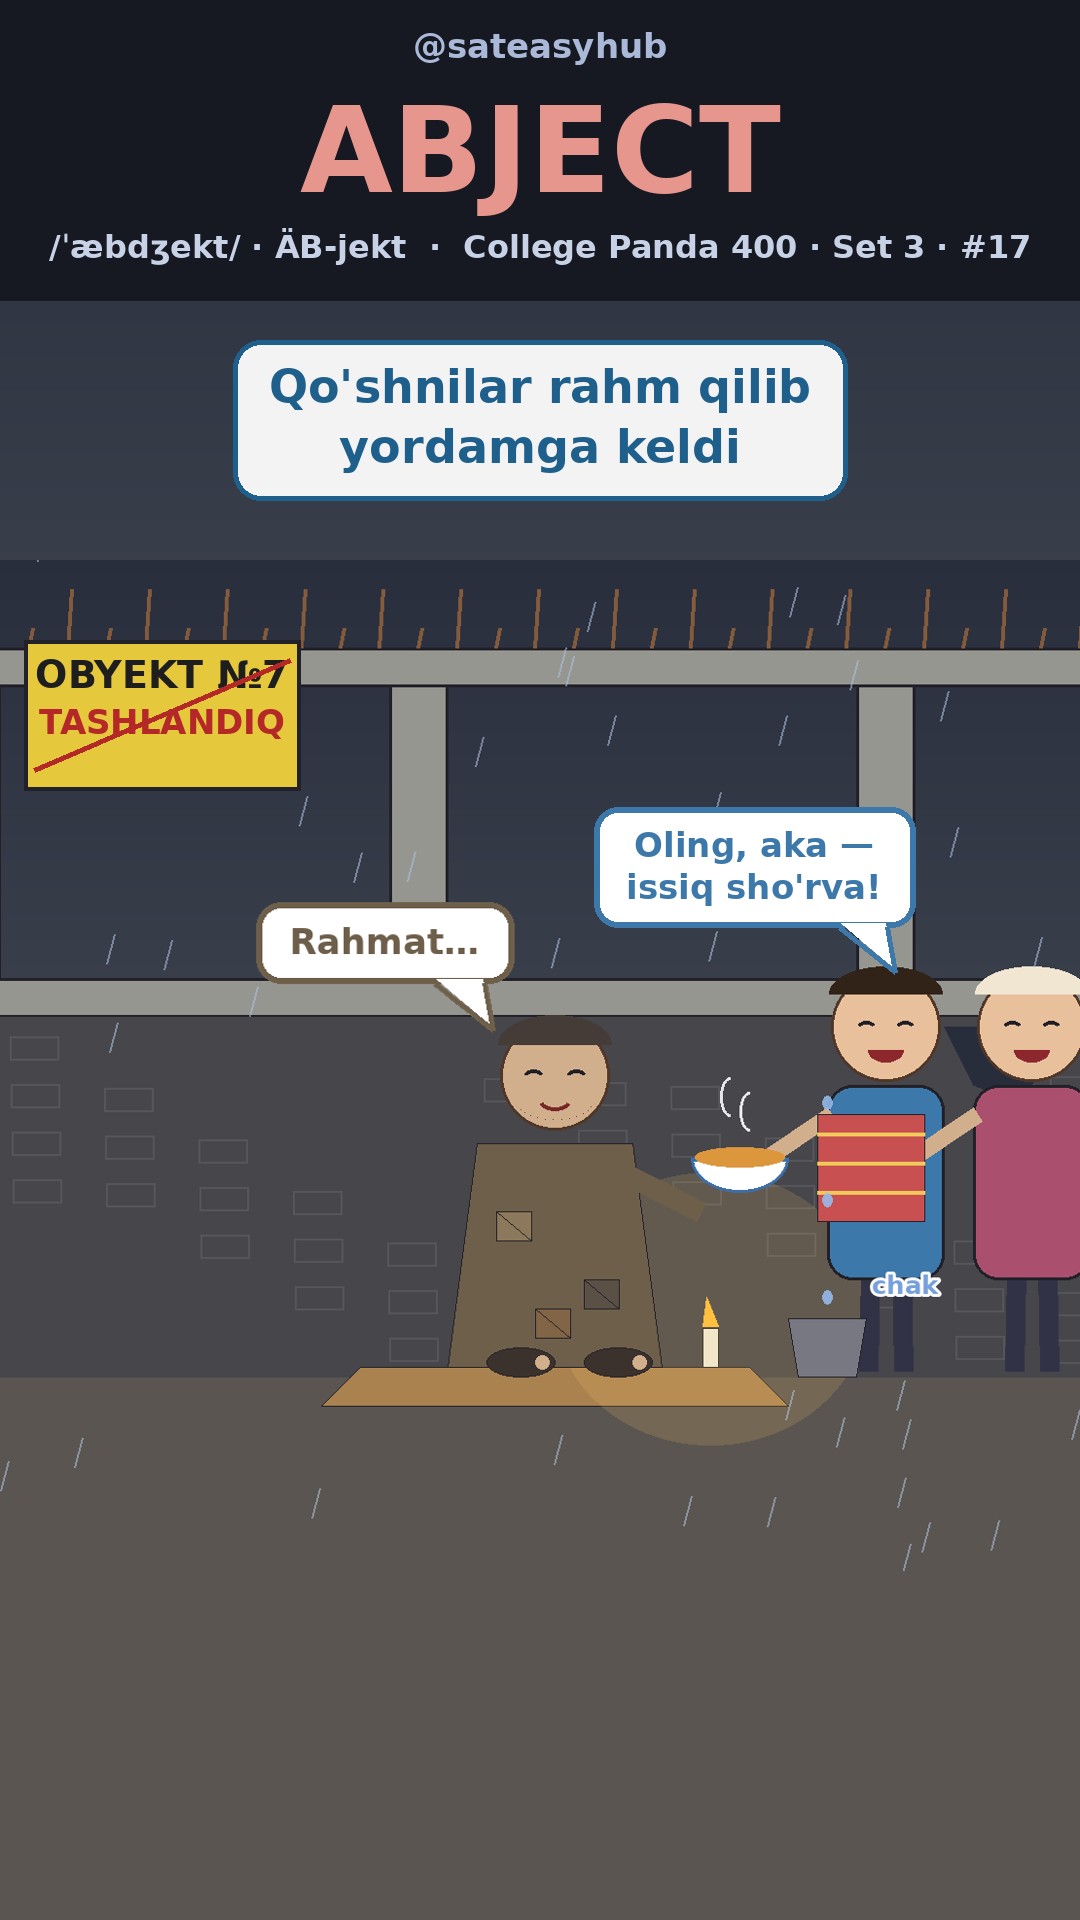 @sateasyhub
ABJECT
/ˈæbdʒekt/ · ÄB-jekt · College Panda 400 · Set 3 · #17
Qo'shnilar rahm qilib
yordamga keldi
OBYEKT №7
TASHLANDIQ
Oling, aka —
issiq sho'rva!
Rahmat…
chak